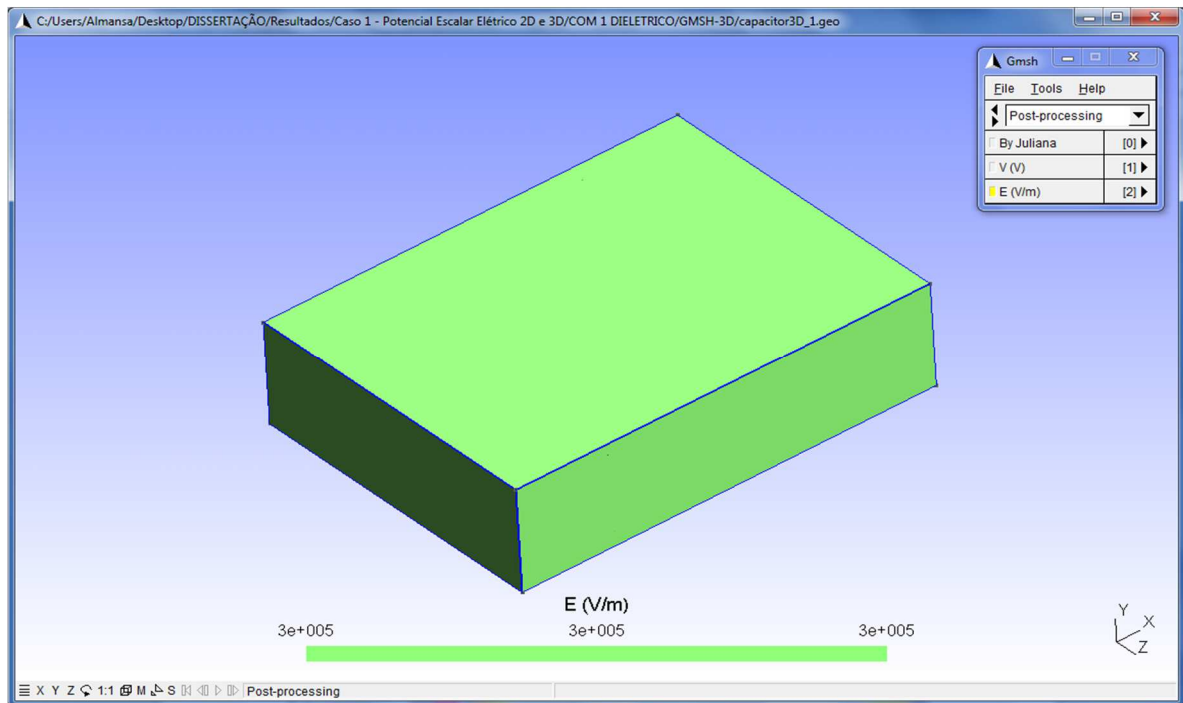 C:/Users/Almansa/Desktop/DISSERTAÇÃO/Resultados/Caso 1 - Potencial Escalar Elétrico 2D e 3D/COM 1 DIELETRICO/GMSH-3D/capacitor3D_1.geo
Gmsh
File Tools Help
Post-processing
By Juliana [0]
V (V) [1]
E (V/m) [2]
E (V/m)
3e+005 3e+005 3e+005
Y
X
Z
X Y Z 1:1 M S Post-processing